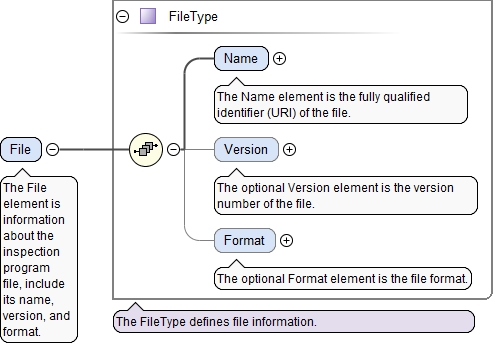 FileType
Name
The Name element is the fully qualified
identifier (URI) of the file.
File
Version
The File
element is
information
about the
inspection
program
file, include
its name,
version, and
format.
The optional Version element is the version
number of the file.
Format
The optional Format element is the file format.
The FileType defines file information.